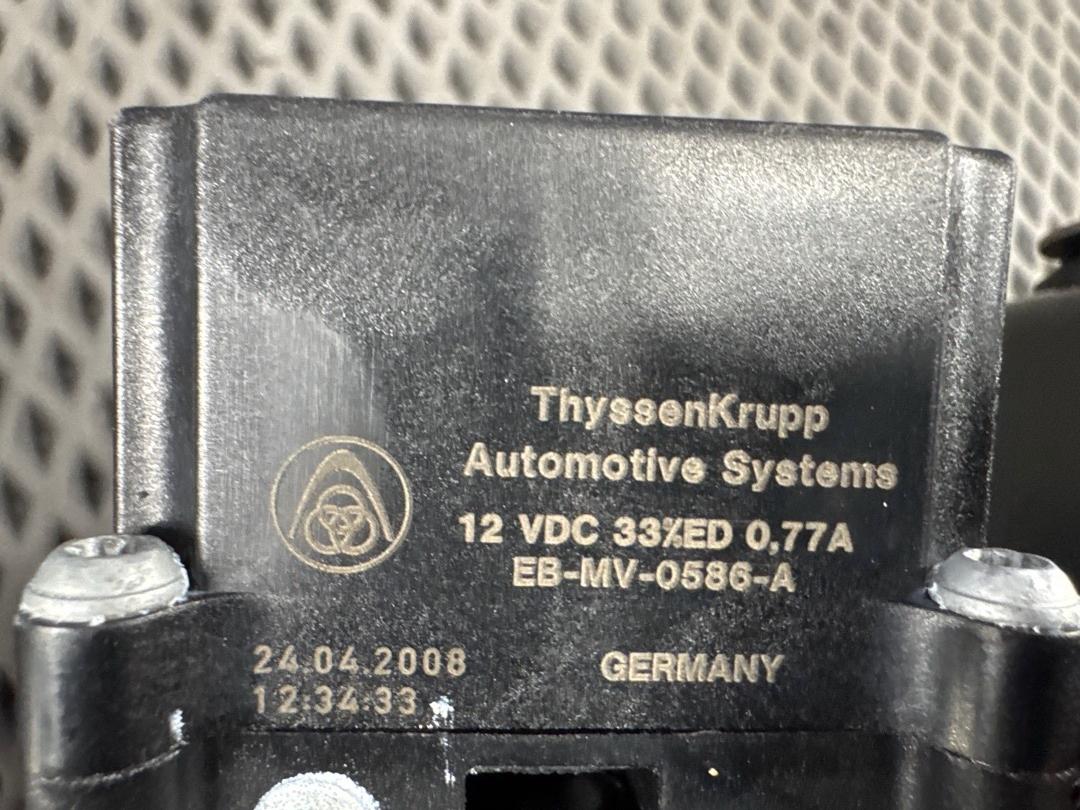 ThyssenKrupp
Automotive Systems
12 VDC 33%ED 0,77A
EB-MV-0586-A
24.04.2008
GERMANY
12:34:33